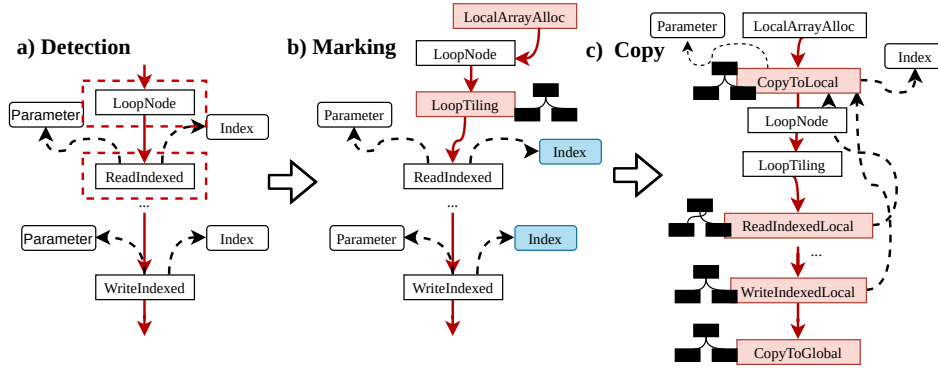 a) Detection
LoopNode
Parameter
Index
ReadIndexed
...
Parameter
Index
WriteIndexed
b) Marking
LocalArrayAlloc
LoopNode
LoopTiling
Parameter
Index
ReadIndexed
...
Parameter
Index
WriteIndexed
c) Copy
Parameter
LocalArrayAlloc
Index
CopyToLocal
LoopNode
LoopTiling
ReadIndexedLocal
...
WriteIndexedLocal
CopyToGlobal